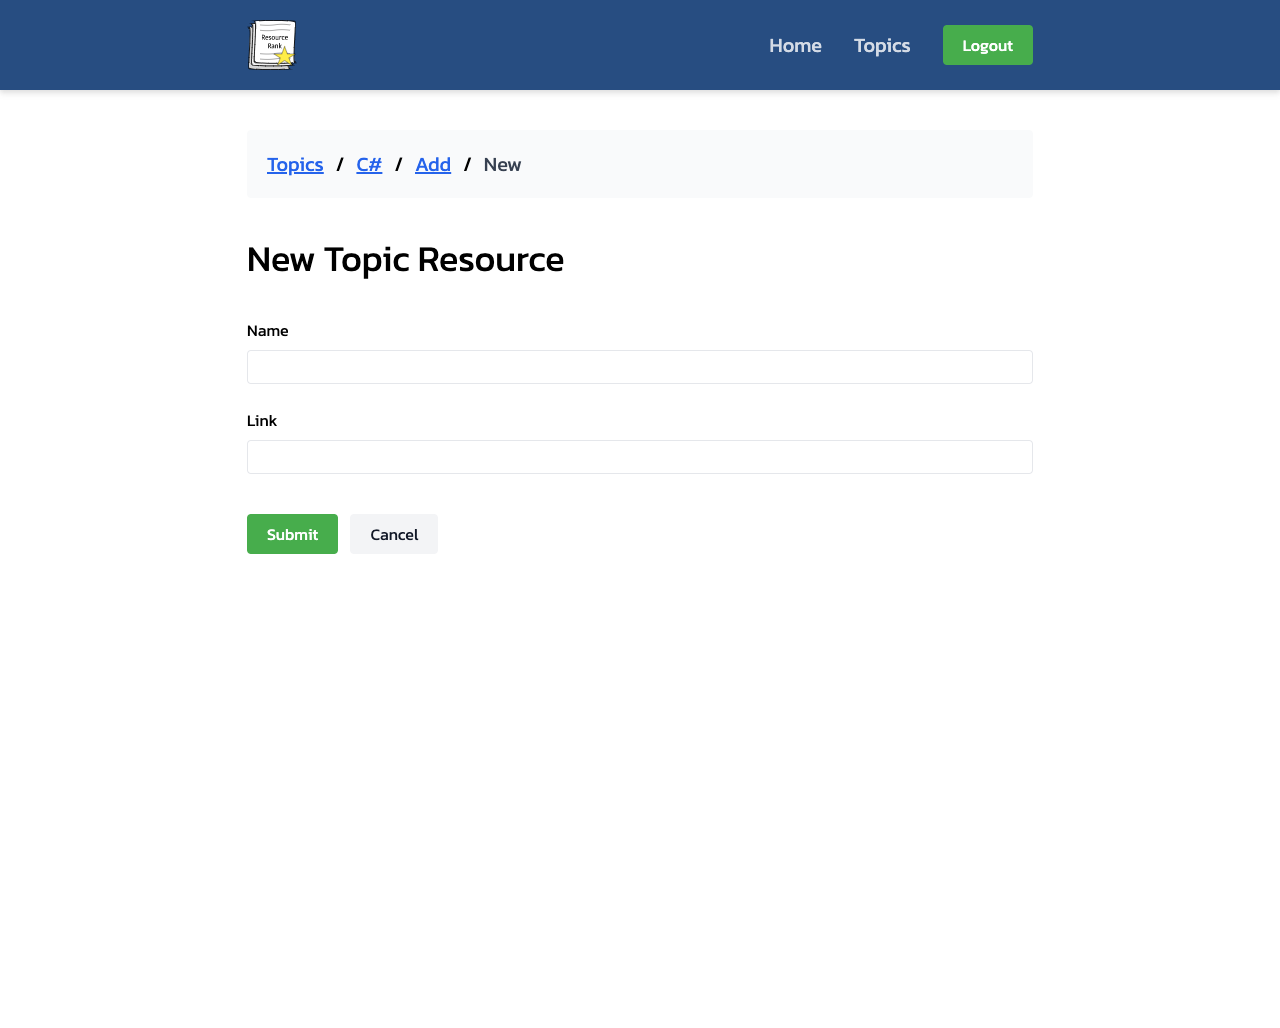 Resource
Rank
Home Topics Logout
Topics / C# / Add / New
New Topic Resource
Name
Link
Submit Cancel